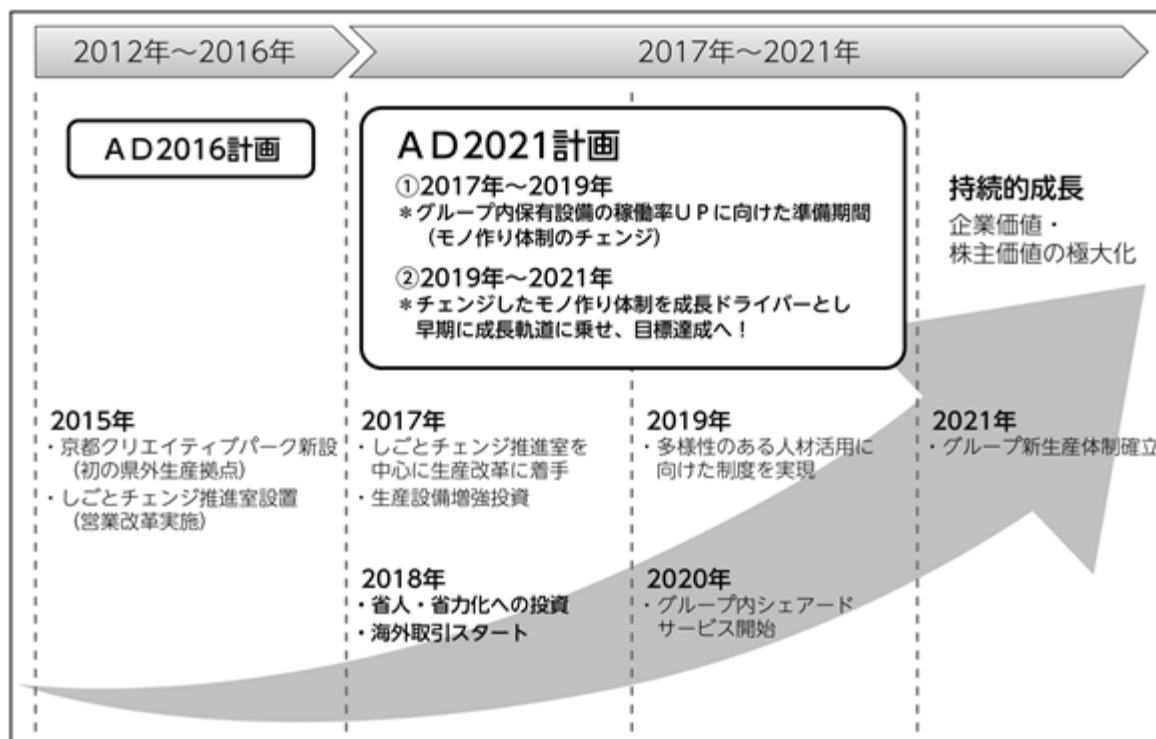 2012年～2016年
2017年～2021年
ＡＤ2016計画
ＡＤ2021計画
①2017年～2019年
＊グループ内保有設備の稼働率ＵＰに向けた準備期間
（モノ作り体制のチェンジ）
②2019年～2021年
＊チェンジしたモノ作り体制を成長ドライバーとし
早期に成長軌道に乗せ、目標達成へ！
持続的成長
企業価値・
株主価値の極大化
2015年
・京都クリエイティブパーク新設
（初の県外生産拠点）
・しごとチェンジ推進室設置
（営業改革実施）
2017年
・しごとチェンジ推進室を
中心に生産改革に着手
・生産設備増強投資
2018年
・省人・省力化への投資
・海外取引スタート
2019年
・多様性のある人材活用に
向けた制度を実現
2020年
・グループ内シェアード
サービス開始
2021年
・グループ新生産体制確立